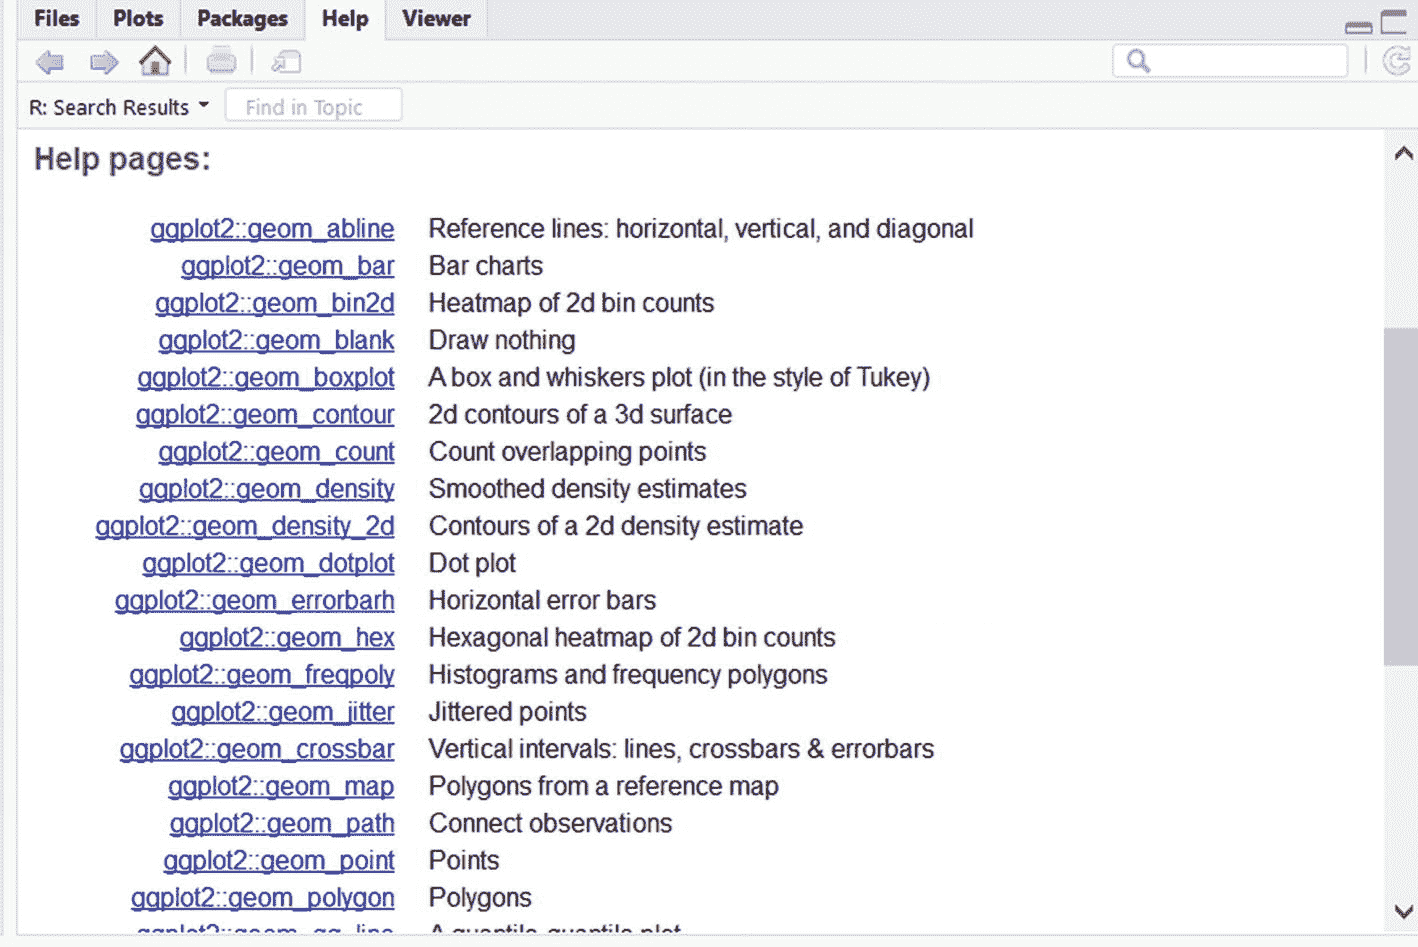 Files Plots Packages Help Viewer
R: Search Results Find in Topic
Help pages:
ggplot2::geom_abline Reference lines: horizontal, vertical, and diagonal
ggplot2::geom_bar Bar charts
ggplot2::geom_bin2d Heatmap of 2d bin counts
ggplot2::geom_blank Draw nothing
ggplot2::geom_boxplot A box and whiskers plot (in the style of Tukey)
ggplot2::geom_contour 2d contours of a 3d surface
ggplot2::geom_count Count overlapping points
ggplot2::geom_density Smoothed density estimates
ggplot2::geom_density_2d Contours of a 2d density estimate
ggplot2::geom_dotplot Dot plot
ggplot2::geom_errorbarh Horizontal error bars
ggplot2::geom_hex Hexagonal heatmap of 2d bin counts
ggplot2::geom_freqpoly Histograms and frequency polygons
ggplot2::geom_jitter Jittered points
ggplot2::geom_crossbar Vertical intervals: lines, crossbars & errorbars
ggplot2::geom_map Polygons from a reference map
ggplot2::geom_path Connect observations
ggplot2::geom_point Points
ggplot2::geom_polygon Polygons
ggplot2::geom_qq_line A quantile-quantile plot